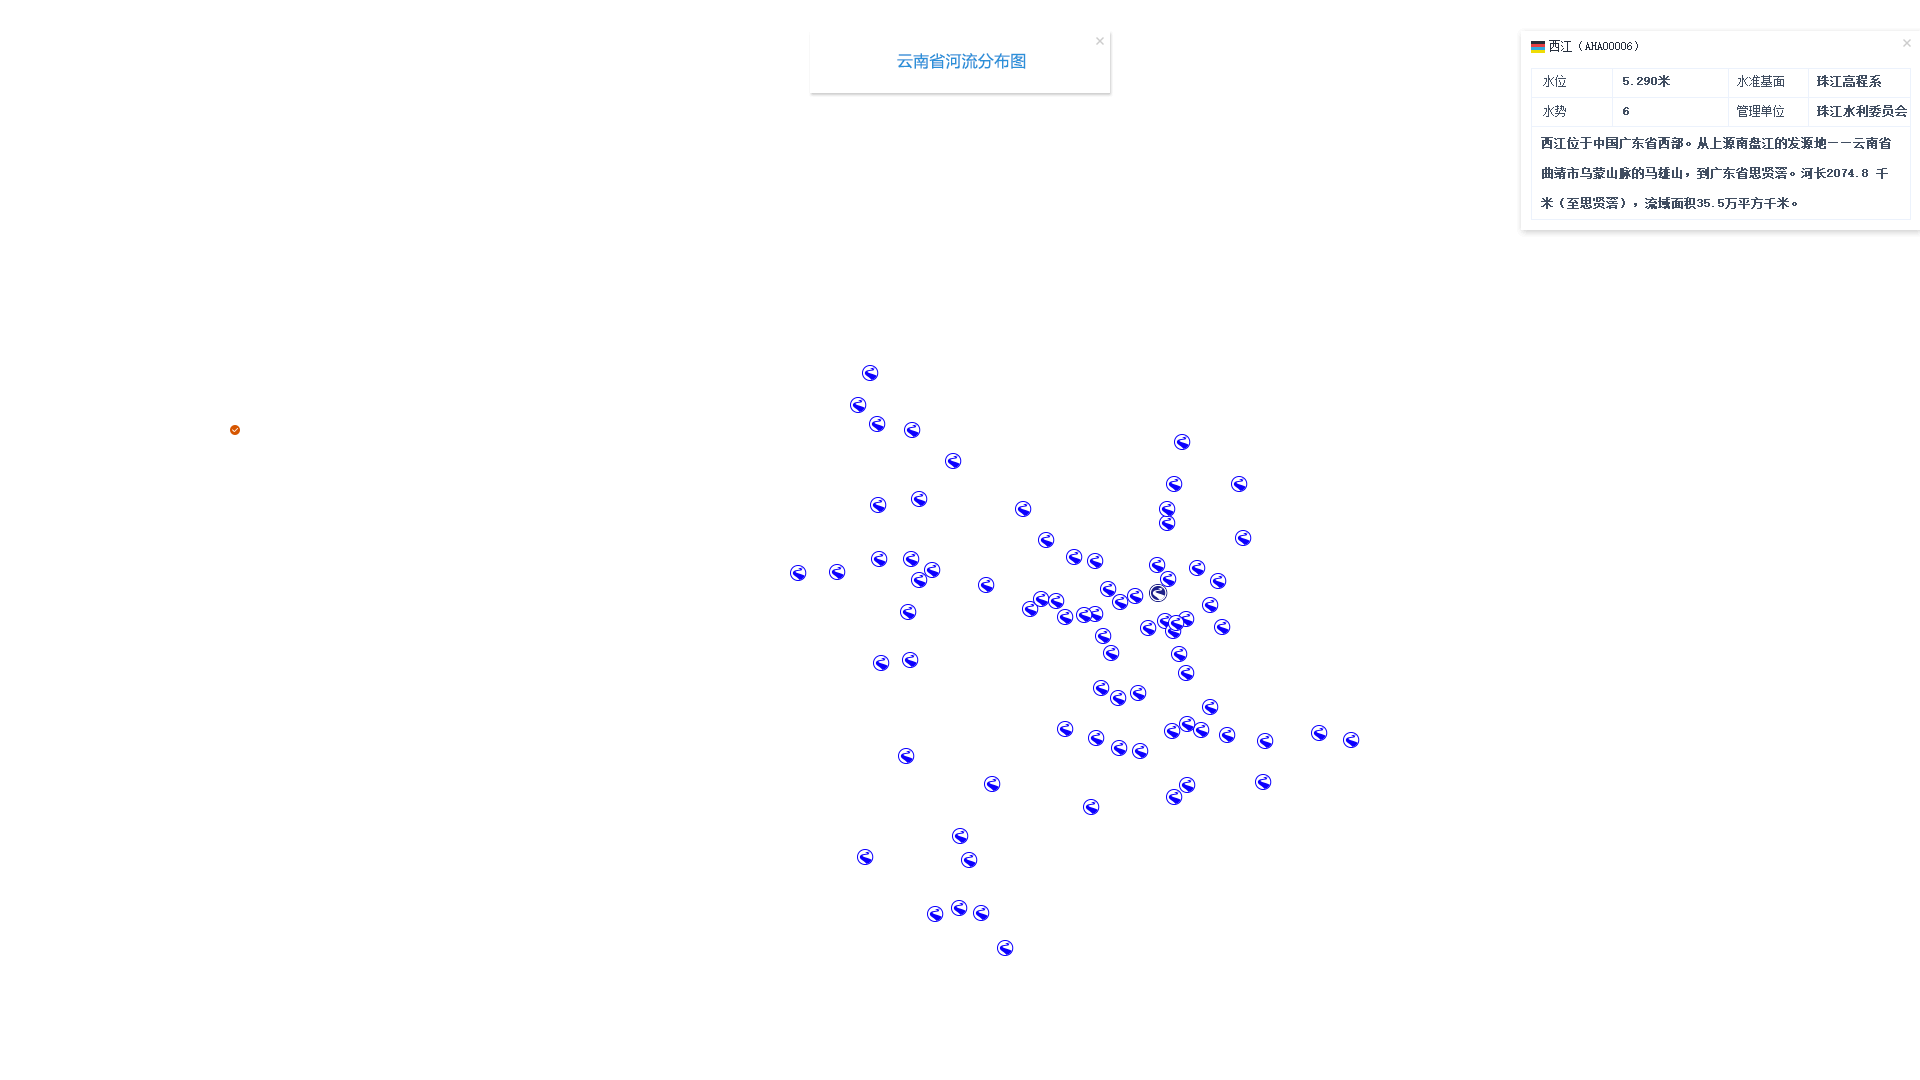 云南省河流分布图
西江（AHA00006）
水位 5.290米 水准基面 珠江高程系
水势 6 管理单位 珠江水利委员会
西江位于中国广东省西部。从上源南盘江的发源地－－云南省
曲靖市乌蒙山脉的马雄山，到广东省思贤滘。河长2074.8 千
米（至思贤滘），流域面积35.5万平方千米。